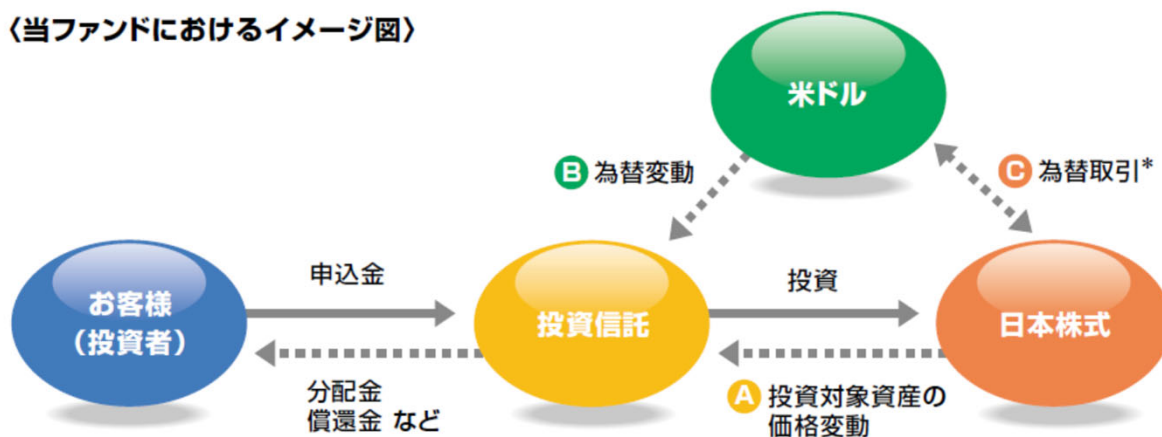 〈当ファンドにおけるイメージ図〉
米ドル
B 為替変動
C 為替取引*
お客様
（投資者）
申込金
投資信託
投資
日本株式
分配金
償還金 など
A 投資対象資産の
価格変動